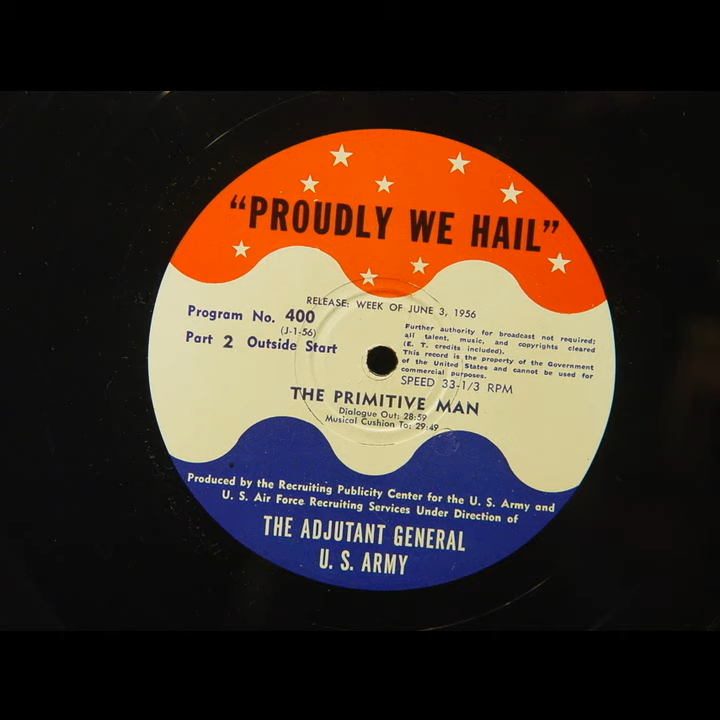 “PROUDLY WE HAIL”
RELEASE: WEEK OF JUNE 3, 1956
Program No. 400
(J-1-56)
Part 2 Outside Start
Further authority for broadcast not required;
all talent, music, and copyrights cleared
(E. T. credits included).
This record is the property of the Government
of the United States and cannot be used for
commercial purposes.
SPEED 33-1/3 RPM
THE PRIMITIVE MAN
Dialogue Out: 28:59
Musical Cushion To: 29:49
Produced by the Recruiting Publicity Center for the U. S. Army and
U. S. Air Force Recruiting Services Under Direction of
THE ADJUTANT GENERAL
U. S. ARMY